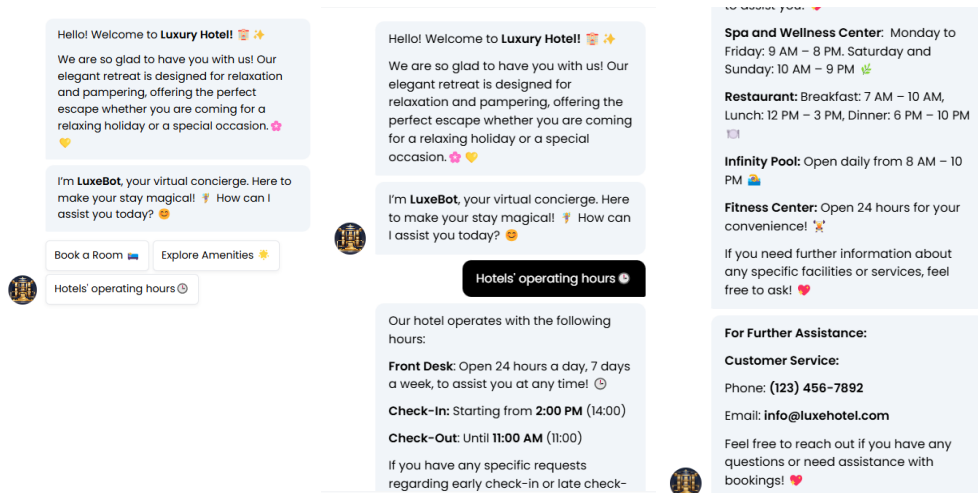 Hello! Welcome to Luxury Hotel! 🏨 ✨
We are so glad to have you with us! Our
elegant retreat is designed for relaxation
and pampering, offering the perfect
escape whether you are coming for a
relaxing holiday or a special occasion.🌸
💛
I'm LuxeBot, your virtual concierge. Here to
make your stay magical! 🧚 How can I
assist you today? 😊
Book a Room 🛌
Explore Amenities ☀️
Hotels' operating hours🕒
Hello! Welcome to Luxury Hotel! 🏨 ✨
We are so glad to have you with us! Our
elegant retreat is designed for
relaxation and pampering, offering the
perfect escape whether you are coming
for a relaxing holiday or a special
occasion.🌸 💛
I'm LuxeBot, your virtual concierge. Here
to make your stay magical! 🧚 How can
I assist you today? 😊
Hotels' operating hours🕒
Our hotel operates with the following
hours:
Front Desk: Open 24 hours a day, 7 days
a week, to assist you at any time! 🕒
Check-In: Starting from 2:00 PM (14:00)
Check-Out: Until 11:00 AM (11:00)
If you have any specific requests
regarding early check-in or late check-
to assist you! 💖
Spa and Wellness Center: Monday to
Friday: 9 AM – 8 PM. Saturday and
Sunday: 10 AM – 9 PM 🌿
Restaurant: Breakfast: 7 AM – 10 AM,
Lunch: 12 PM – 3 PM, Dinner: 6 PM – 10 PM
🍽️
Infinity Pool: Open daily from 8 AM – 10
PM 🏊
Fitness Center: Open 24 hours for your
convenience! 🏋️
If you need further information about
any specific facilities or services, feel
free to ask! 💖
For Further Assistance:
Customer Service:
Phone: (123) 456-7892
Email: info@luxehotel.com
Feel free to reach out if you have any
questions or need assistance with
bookings! 💖